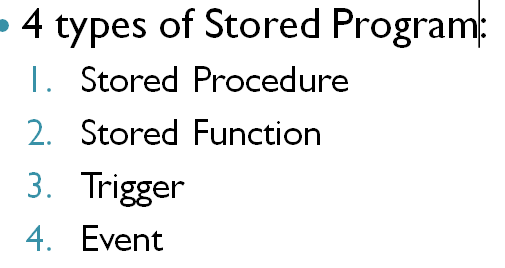 • 4 types of Stored Program:
1. Stored Procedure
2. Stored Function
3. Trigger
4. Event